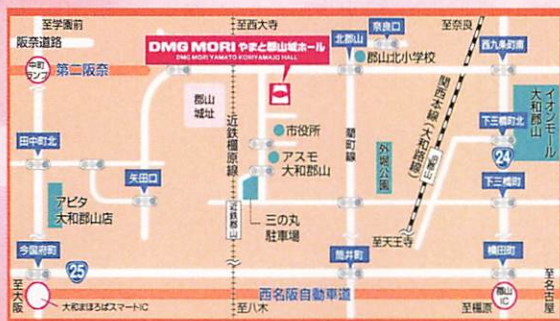 至学園前
至西大寺
至奈良
阪奈道路
DMG MORI やまと郡山城ホール
DMG MORI YAMATO KORIYAMAJO HALL
北郡山
奈良口
西九条町南
中町
ランプ
第二阪奈
郡山北小学校
郡山
城址
近鉄橿原線
市役所
アスモ
大和郡山
田中町北
矢田口
アピタ
大和郡山店
近鉄郡山
三の丸
駐車場
藺町線
外堀公園
関西本線(大和路線)
郡山
下三橋町北
24
下三橋町
イオンモール
大和郡山
至天王寺
今国府町
25
筒井町
横田町
至大阪
大和まほろばスマートIC
西名阪自動車道
郡山
IC
至八木
至橿原
至名古屋